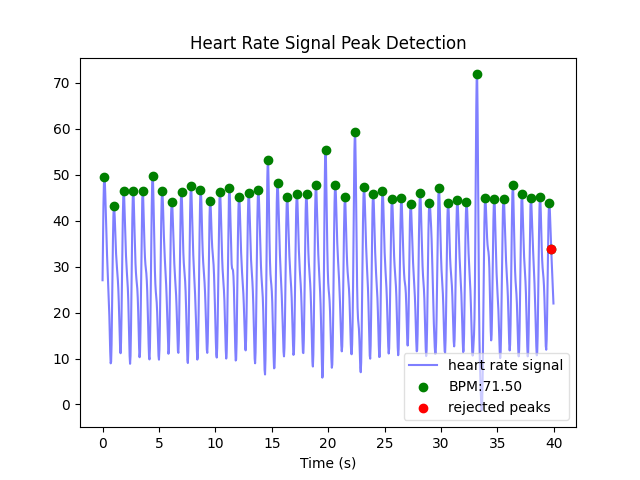 Heart Rate Signal Peak Detection
70
60
50
40
30
20
10
0
heart rate signal
BPM:71.50
rejected peaks
0 5 10 15 20 25 30 35 40
Time (s)